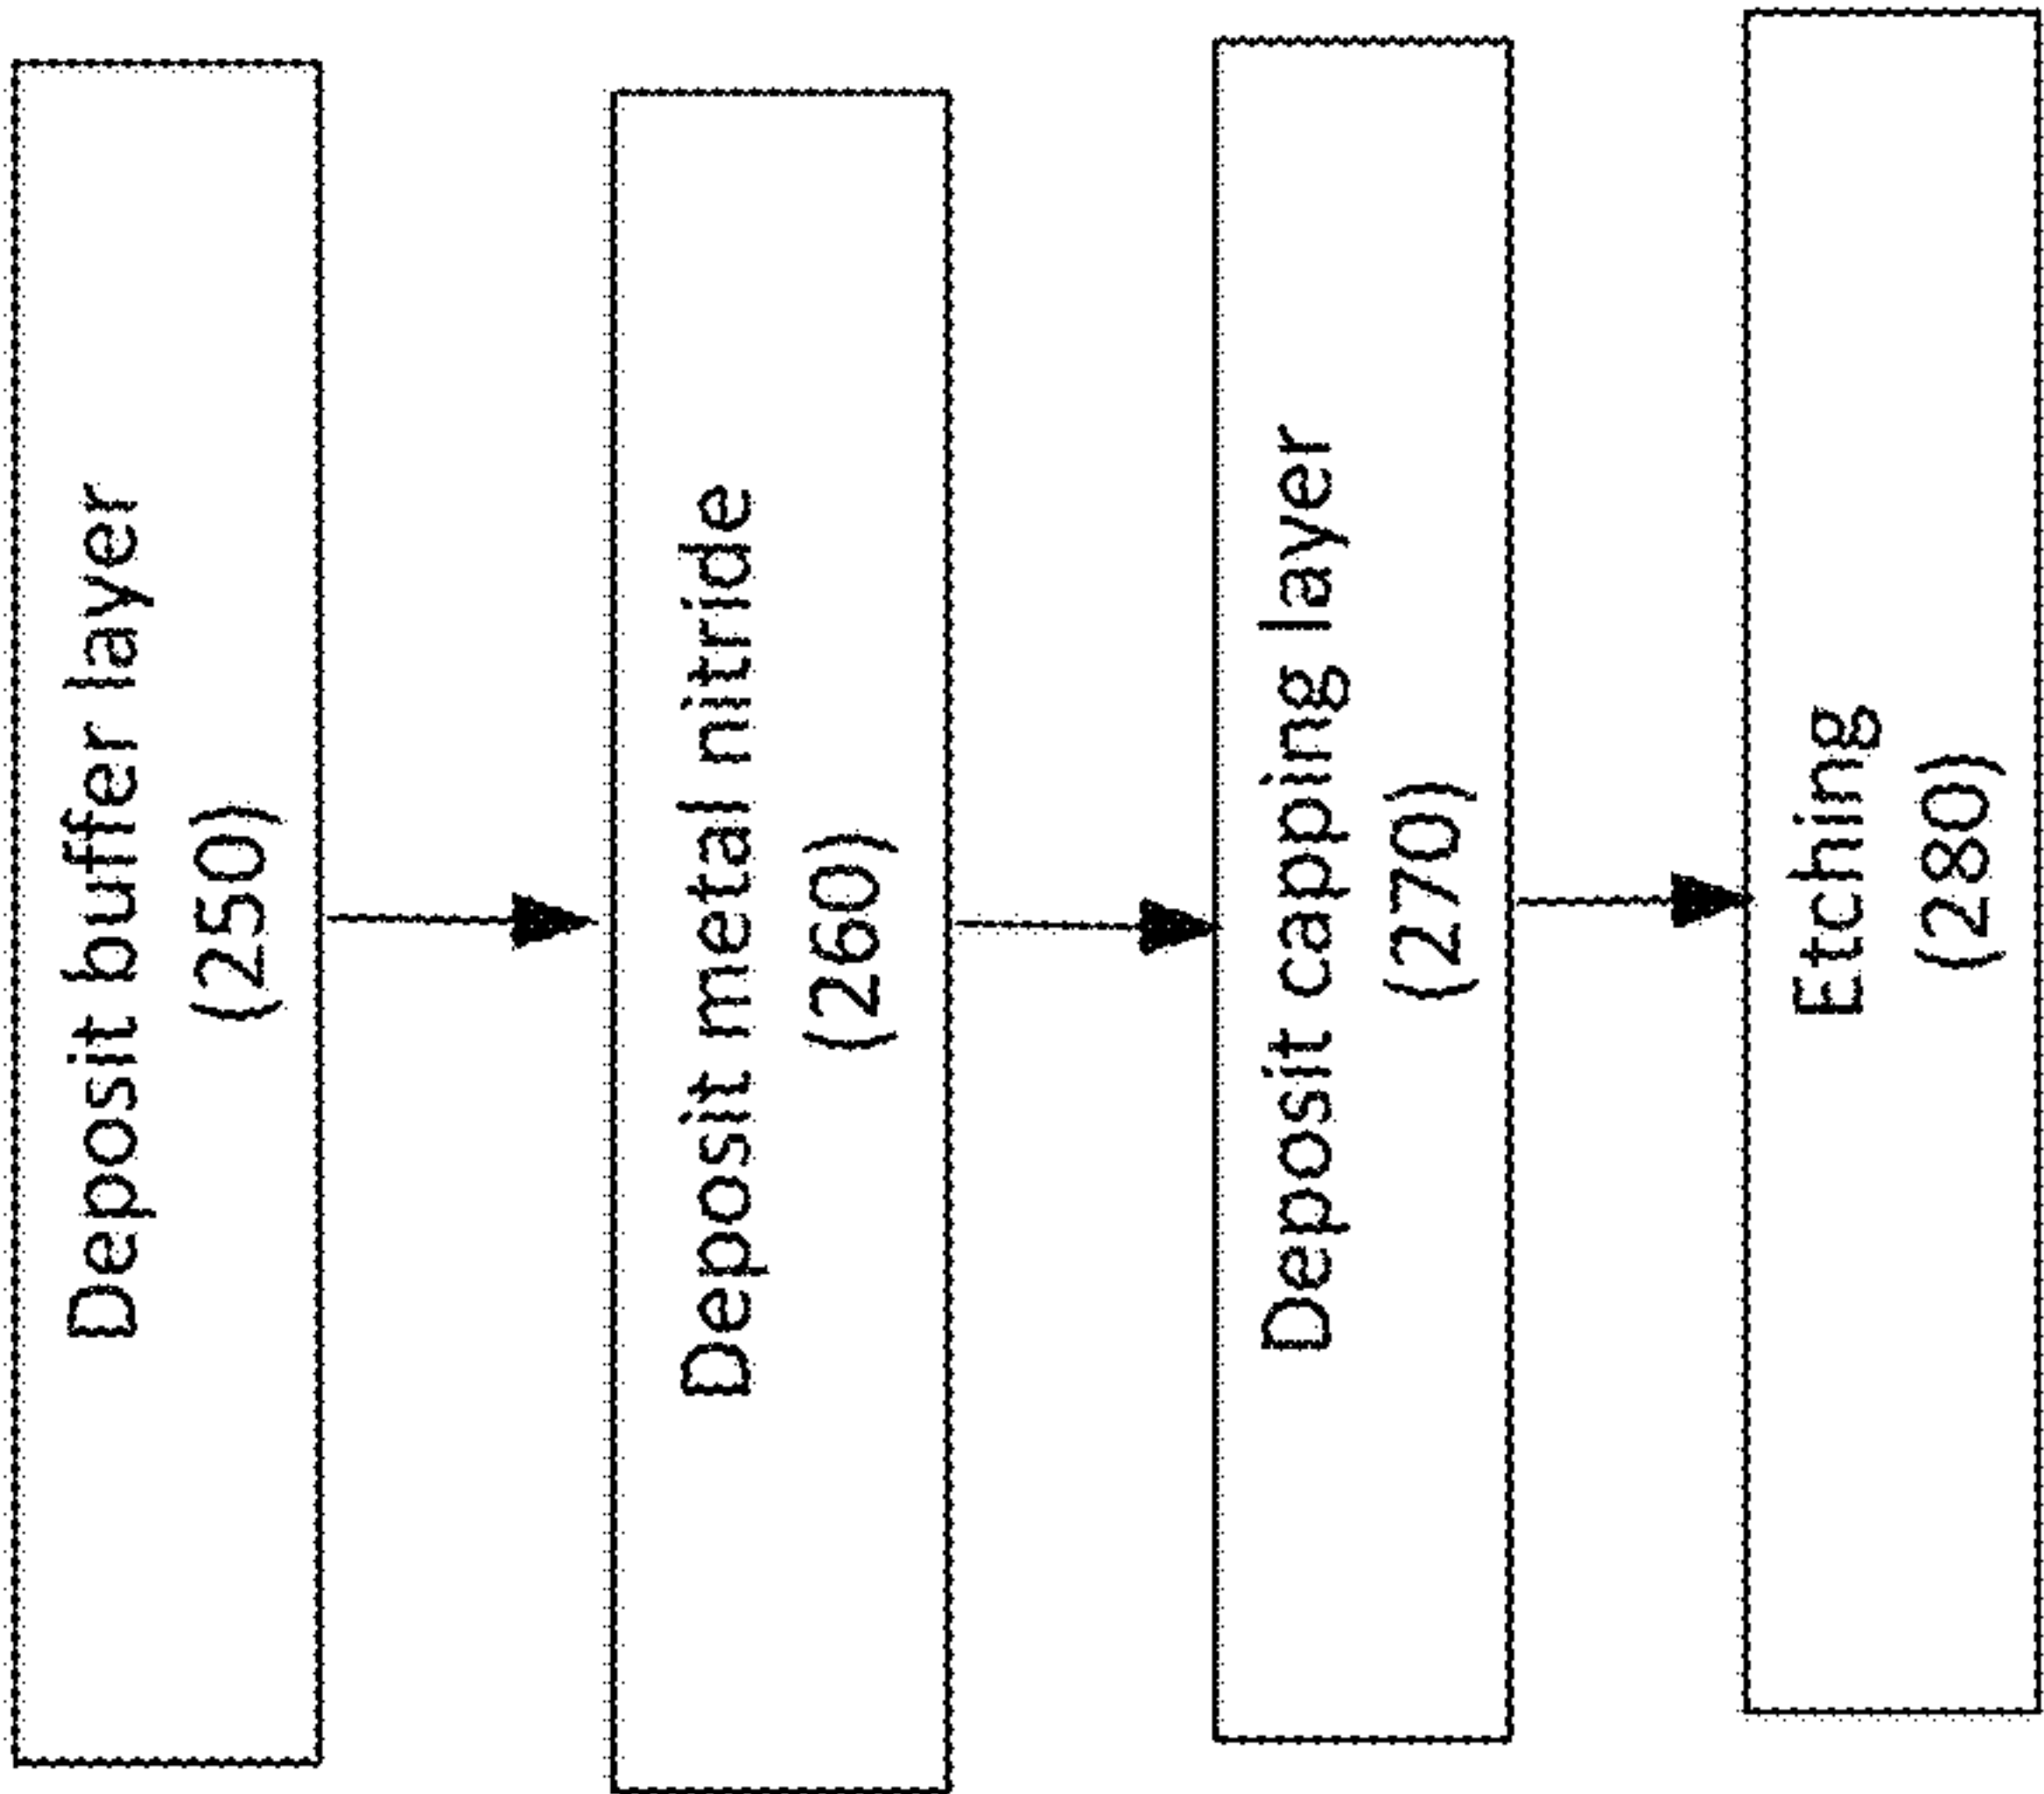 Deposit buffer layer
(250)
Deposit metal nitride
(260)
Deposit capping layer
(270)
Etching
(280)